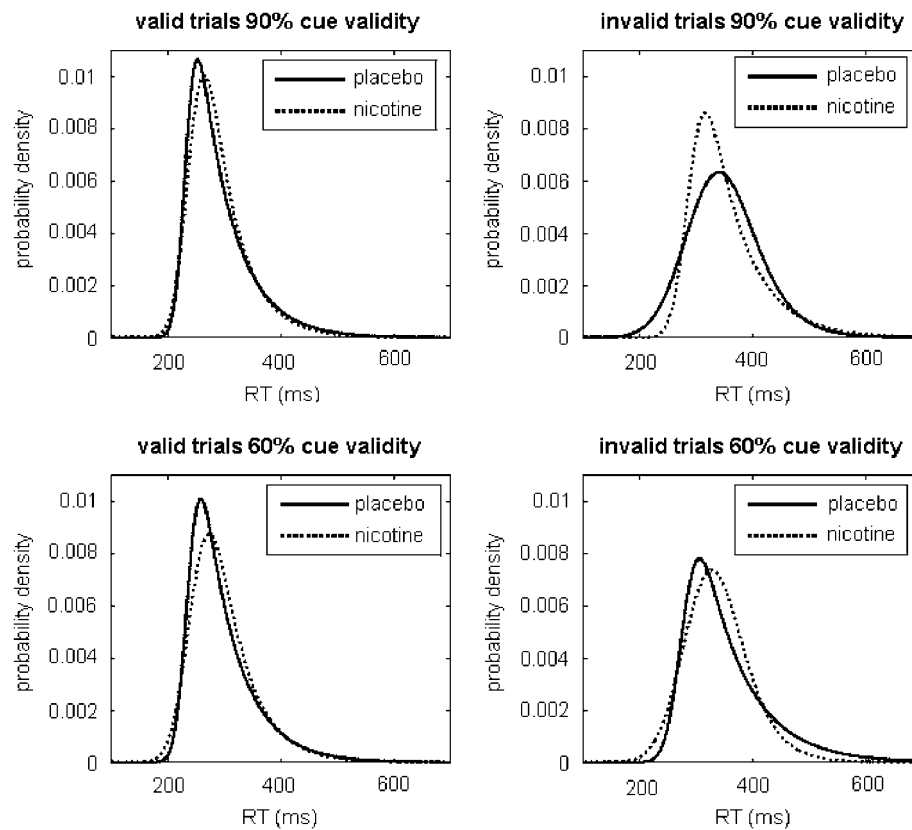 valid trials 90% cue validity
probability density
0.01
0.008
0.006
0.004
0.002
0
placebo
nicotine
200
400
600
RT (ms)
invalid trials 90% cue validity
probability density
0.01
0.008
0.006
0.004
0.002
0
placebo
nicotine
200
400
600
RT (ms)
valid trials 60% cue validity
probability density
0.01
0.008
0.006
0.004
0.002
0
placebo
nicotine
200
400
600
RT (ms)
invalid trials 60% cue validity
probability density
0.01
0.008
0.006
0.004
0.002
0
placebo
nicotine
200
400
600
RT (ms)